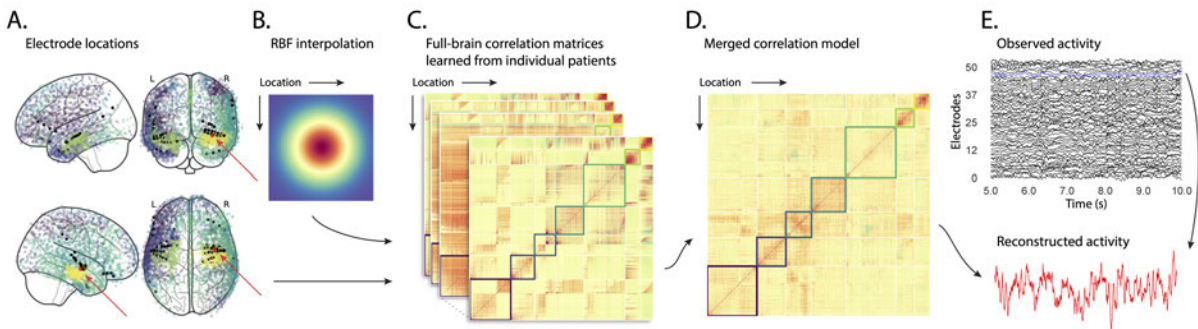 A.
Electrode locations
L
R
L
R
B.
RBF interpolation
Location
C.
Full-brain correlation matrices
learned from individual patients
Location
D.
Merged correlation model
Location
E.
Observed activity
Electrodes
50
37
25
12
0
5.0 6.0 7.0 8.0 9.0 10.0
Time (s)
Reconstructed activity